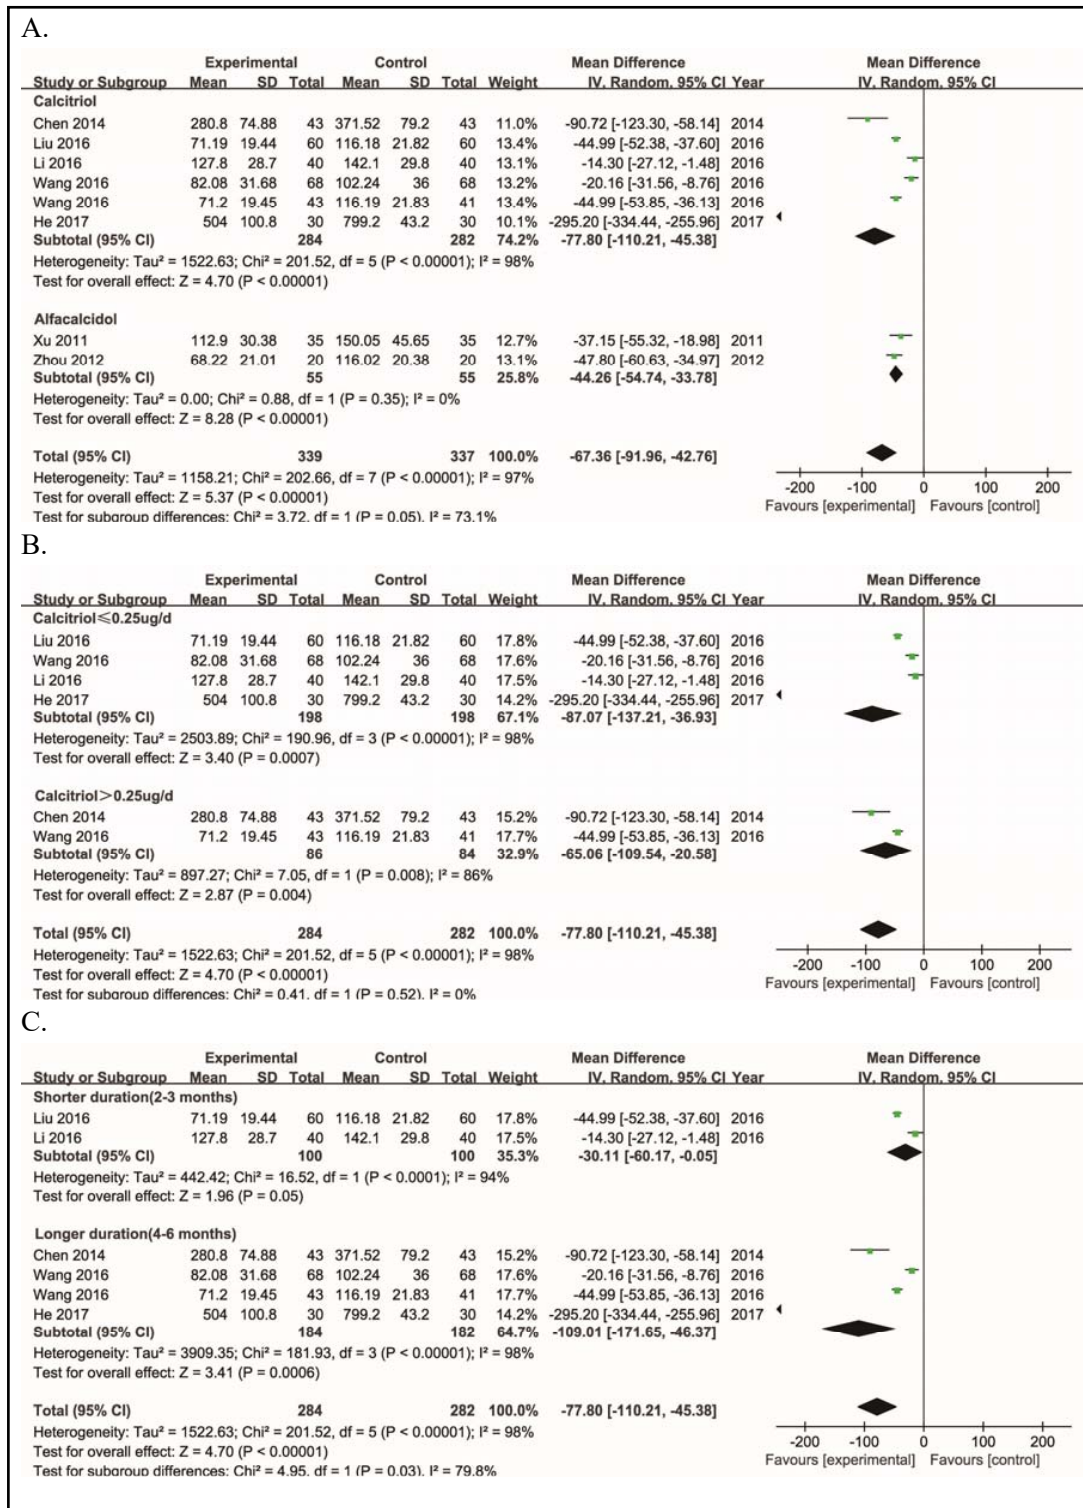 A.
Experimental Control Mean Difference Mean Difference
Study or Subgroup Mean SD Total Mean SD Total Weight IV, Random, 95% CI Year IV, Random, 95% CI
Calcitriol
Chen 2014 280.8 74.88 43 371.52 79.2 43 11.0% -90.72 [-123.30, -58.14] 2014
Liu 2016 71.19 19.44 60 116.18 21.82 60 13.4% -44.99 [-52.38, -37.60] 2016
Li 2016 127.8 28.7 40 142.1 29.8 40 13.1% -14.30 [-27.12, -1.48] 2016
Wang 2016 82.08 31.68 68 102.24 36 68 13.2% -20.16 [-31.56, -8.76] 2016
Wang 2016 71.2 19.45 43 116.19 21.83 41 13.4% -44.99 [-53.85, -36.13] 2016
He 2017 504 100.8 30 799.2 43.2 30 10.1% -295.20 [-334.44, -255.96] 2017
Subtotal (95% CI) 284 282 74.2% -77.80 [-110.21, -45.38]
Heterogeneity: Tau² = 1522.63; Chi² = 201.52, df = 5 (P < 0.00001); I² = 98%
Test for overall effect: Z = 4.70 (P < 0.00001)
Alfacalcidol
Xu 2011 112.9 30.38 35 150.05 45.65 35 12.7% -37.15 [-55.32, -18.98] 2011
Zhou 2012 68.22 21.01 20 116.02 20.38 20 13.1% -47.80 [-60.63, -34.97] 2012
Subtotal (95% CI) 55 55 25.8% -44.26 [-54.74, -33.78]
Heterogeneity: Tau² = 0.00; Chi² = 0.88, df = 1 (P = 0.35); I² = 0%
Test for overall effect: Z = 8.28 (P < 0.00001)
Total (95% CI) 339 337 100.0% -67.36 [-91.96, -42.76]
Heterogeneity: Tau² = 1158.21; Chi² = 202.66, df = 7 (P < 0.00001); I² = 97%
Test for overall effect: Z = 5.37 (P < 0.00001)
Test for subgroup differences: Chi² = 3.72, df = 1 (P = 0.05), I² = 73.1%
-200 -100 0 100 200
Favours [experimental] Favours [control]
B.
Experimental Control Mean Difference Mean Difference
Study or Subgroup Mean SD Total Mean SD Total Weight IV, Random, 95% CI Year IV, Random, 95% CI
Calcitriol≤0.25ug/d
Liu 2016 71.19 19.44 60 116.18 21.82 60 17.8% -44.99 [-52.38, -37.60] 2016
Wang 2016 82.08 31.68 68 102.24 36 68 17.6% -20.16 [-31.56, -8.76] 2016
Li 2016 127.8 28.7 40 142.1 29.8 40 17.5% -14.30 [-27.12, -1.48] 2016
He 2017 504 100.8 30 799.2 43.2 30 14.2% -295.20 [-334.44, -255.96] 2017
Subtotal (95% CI) 198 198 67.1% -87.07 [-137.21, -36.93]
Heterogeneity: Tau² = 2503.89; Chi² = 190.96, df = 3 (P < 0.00001); I² = 98%
Test for overall effect: Z = 3.40 (P = 0.0007)
Calcitriol>0.25ug/d
Chen 2014 280.8 74.88 43 371.52 79.2 43 15.2% -90.72 [-123.30, -58.14] 2014
Wang 2016 71.2 19.45 43 116.19 21.83 41 17.7% -44.99 [-53.85, -36.13] 2016
Subtotal (95% CI) 86 84 32.9% -65.06 [-109.54, -20.58]
Heterogeneity: Tau² = 897.27; Chi² = 7.05, df = 1 (P = 0.008); I² = 86%
Test for overall effect: Z = 2.87 (P = 0.004)
Total (95% CI) 284 282 100.0% -77.80 [-110.21, -45.38]
Heterogeneity: Tau² = 1522.63; Chi² = 201.52, df = 5 (P < 0.00001); I² = 98%
Test for overall effect: Z = 4.70 (P < 0.00001)
Test for subgroup differences: Chi² = 0.41, df = 1 (P = 0.52), I² = 0%
-200 -100 0 100 200
Favours [experimental] Favours [control]
C.
Experimental Control Mean Difference Mean Difference
Study or Subgroup Mean SD Total Mean SD Total Weight IV, Random, 95% CI Year IV, Random, 95% CI
Shorter duration(2-3 months)
Liu 2016 71.19 19.44 60 116.18 21.82 60 17.8% -44.99 [-52.38, -37.60] 2016
Li 2016 127.8 28.7 40 142.1 29.8 40 17.5% -14.30 [-27.12, -1.48] 2016
Subtotal (95% CI) 100 100 35.3% -30.11 [-60.17, -0.05]
Heterogeneity: Tau² = 442.42; Chi² = 16.52, df = 1 (P < 0.0001); I² = 94%
Test for overall effect: Z = 1.96 (P = 0.05)
Longer duration(4-6 months)
Chen 2014 280.8 74.88 43 371.52 79.2 43 15.2% -90.72 [-123.30, -58.14] 2014
Wang 2016 82.08 31.68 68 102.24 36 68 17.6% -20.16 [-31.56, -8.76] 2016
Wang 2016 71.2 19.45 43 116.19 21.83 41 17.7% -44.99 [-53.85, -36.13] 2016
He 2017 504 100.8 30 799.2 43.2 30 14.2% -295.20 [-334.44, -255.96] 2017
Subtotal (95% CI) 184 182 64.7% -109.01 [-171.65, -46.37]
Heterogeneity: Tau² = 3909.35; Chi² = 181.93, df = 3 (P < 0.00001); I² = 98%
Test for overall effect: Z = 3.41 (P = 0.0006)
Total (95% CI) 284 282 100.0% -77.80 [-110.21, -45.38]
Heterogeneity: Tau² = 1522.63; Chi² = 201.52, df = 5 (P < 0.00001); I² = 98%
Test for overall effect: Z = 4.70 (P < 0.00001)
Test for subgroup differences: Chi² = 4.95, df = 1 (P = 0.03), I² = 79.8%
-200 -100 0 100 200
Favours [experimental] Favours [control]